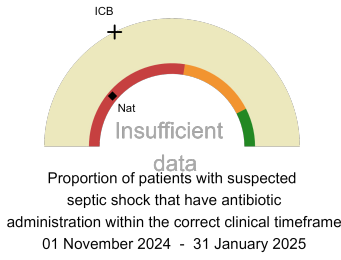 ICB
Nat
Insufficient
data
Proportion of patients with suspected
septic shock that have antibiotic
administration within the correct clinical timeframe
01 November 2024 - 31 January 2025